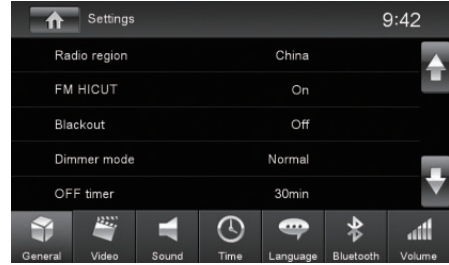 Settings 9:42
Radio region China
FM HICUT On
Blackout Off
Dimmer mode Normal
OFF timer 30min
General Video Sound Time Language Bluetooth Volume